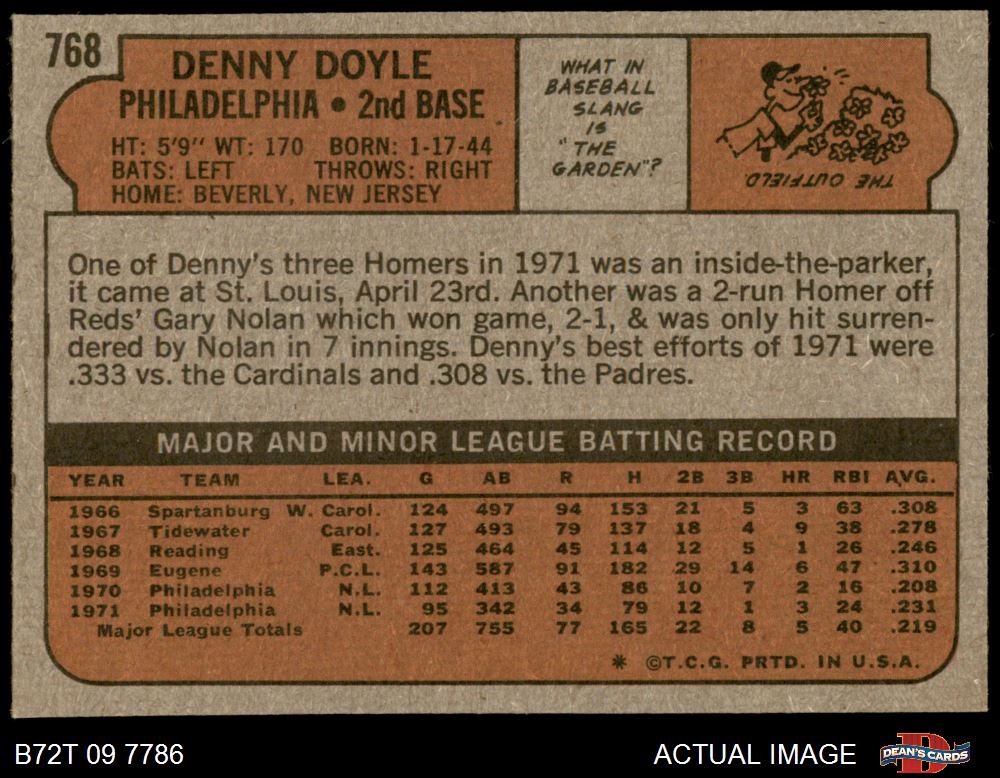 768
DENNY DOYLE
PHILADELPHIA • 2nd BASE
HT: 5'9" WT: 170 BORN: 1-17-44
BATS: LEFT THROWS: RIGHT
HOME: BEVERLY, NEW JERSEY
WHAT IN
BASEBALL
SLANG
IS
"THE
GARDEN"?
THE OUTFIELD
One of Denny's three Homers in 1971 was an inside-the-parker,
it came at St. Louis, April 23rd. Another was a 2-run Homer off
Reds' Gary Nolan which won game, 2-1, & was only hit surren-
dered by Nolan in 7 innings. Denny's best efforts of 1971 were
.333 vs. the Cardinals and .308 vs. the Padres.
MAJOR AND MINOR LEAGUE BATTING RECORD
YEAR TEAM LEA. G AB R H 2B 3B HR RBI AVG.
1966 Spartanburg W. Carol. 124 497 94 153 21 5 3 63 .308
1967 Tidewater Carol. 127 493 79 137 18 4 9 38 .278
1968 Reading East. 125 464 45 114 12 5 1 26 .246
1969 Eugene P.C.L. 143 587 91 182 29 14 6 47 .310
1970 Philadelphia N.L. 112 413 43 86 10 7 2 16 .208
1971 Philadelphia N.L. 95 342 34 79 12 1 3 24 .231
Major League Totals 207 755 77 165 22 8 5 40 .219
* ©T.C.G. PRTD. IN U.S.A.
B72T 09 7786
ACTUAL IMAGE
DEAN'S CARDS